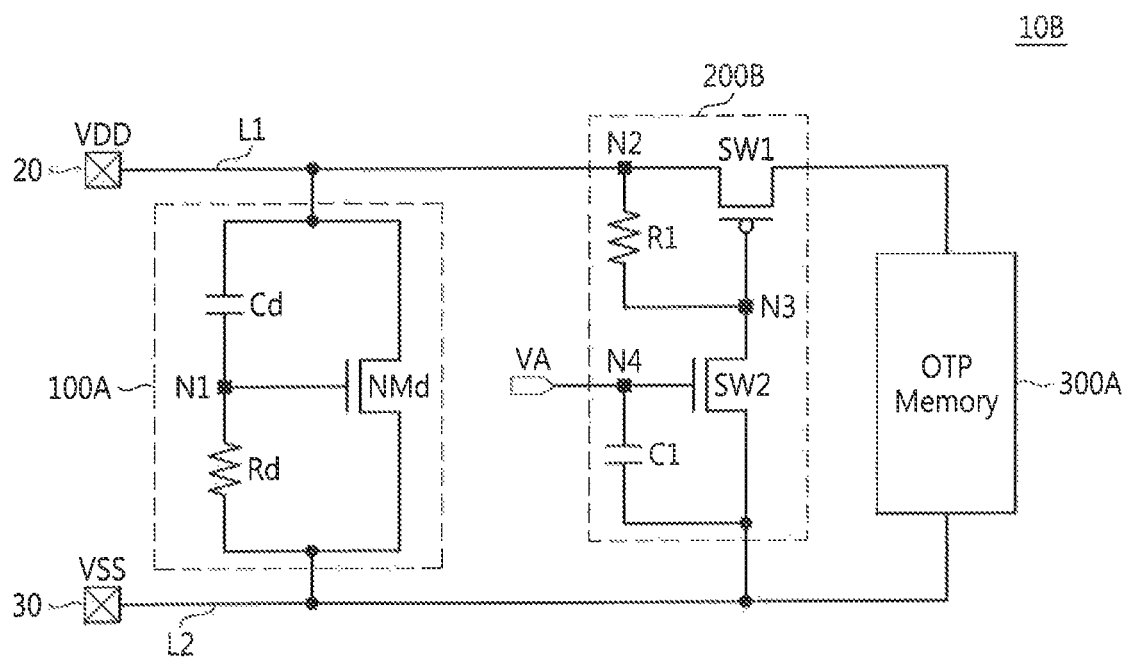 10B
200B
VDD
L1
N2
SW1
20
R1
Cd
N3
VA
N4
100A
N1
NMd
SW2
OTP
Memory
300A
Rd
C1
VSS
30
L2